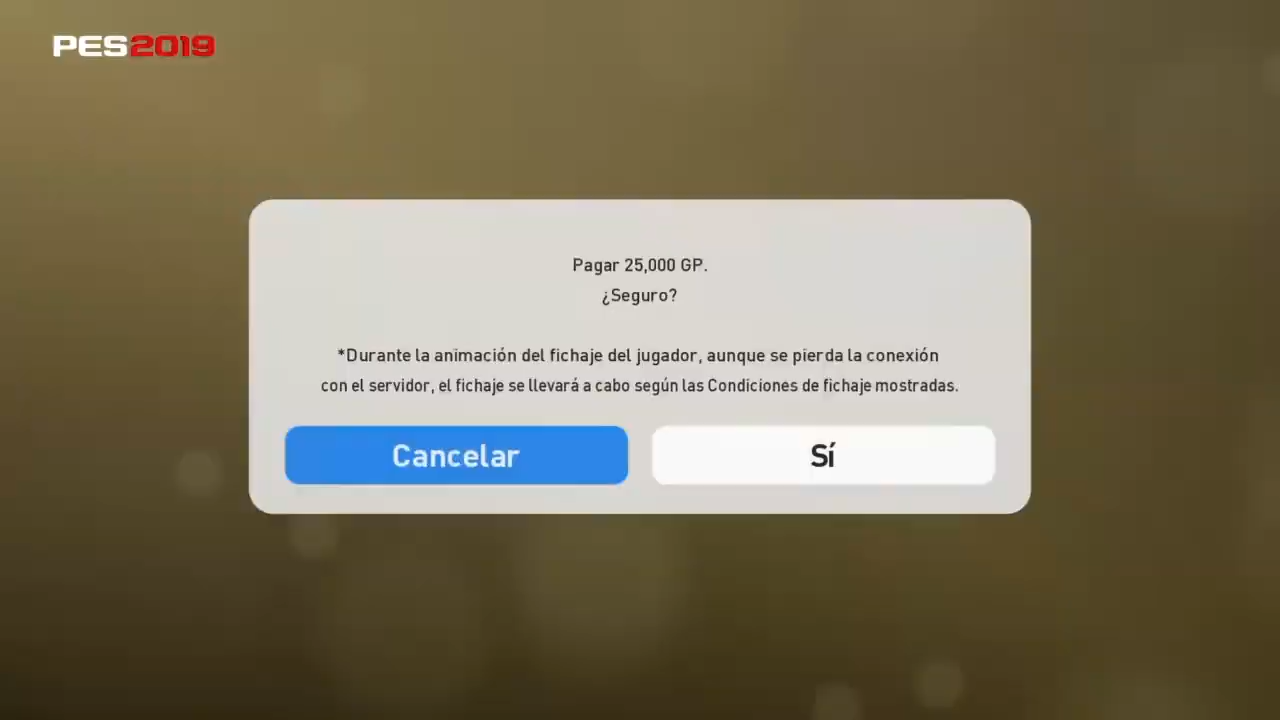 PES2019
Pagar 25,000 GP.
¿Seguro?
*Durante la animación del fichaje del jugador, aunque se pierda la conexión
con el servidor, el fichaje se llevará a cabo según las Condiciones de fichaje mostradas.
Cancelar
Sí